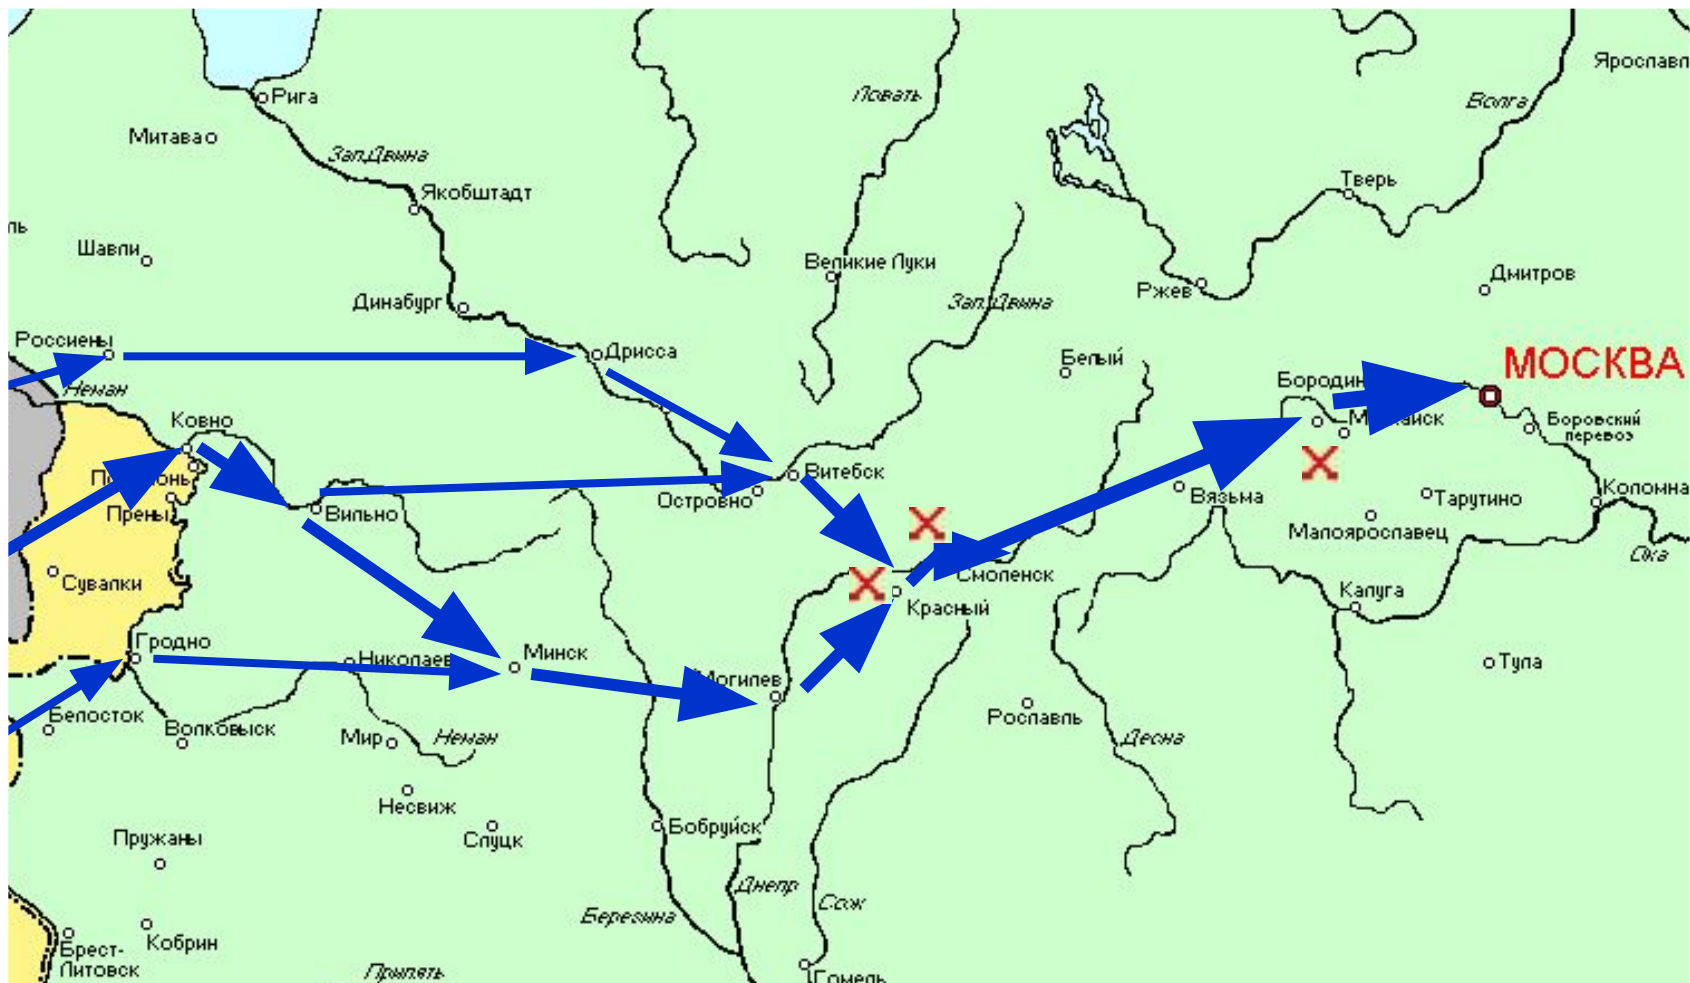 Ярославл
Рига
Ловать
Волга
Митава
Зап.Двина
Якобштадт
Тверь
ль
Шавли
Великие Луки
Дмитров
Ржев
Динабург
Зап.Двина
Россиены
Дрисса
Белый
МОСКВА
Неман
Бородин
Ковно
Боровский
перевоз
Витебск
Островно
Вязьма
Тарутино
Коломна
Прены
Вильно
Малоярославец
Ока
Сувалки
Смоленск
Калуга
Красный
Гродно
Николаев
Минск
Тула
Могилев
Белосток
Рославль
Волковыск
Мир
Неман
Десна
Несвиж
Пружаны
Слуцк
Бобруйск
Днепр
Сож
Березина
Кобрин
Брест-
Литовск
Припять
Гомель